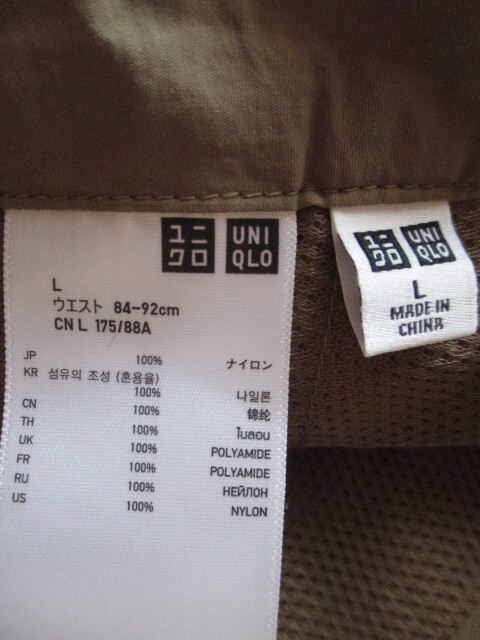 ユニ
クロ
UNI
QLO
L
ウエスト 84-92cm
CN L 175/88A
JP 100% ナイロン
KR 섬유의 조성 (혼용율)
100% 나일론
CN 100% 锦纶
TH 100% ไนลอน
UK 100% POLYAMIDE
FR 100% POLYAMIDE
RU 100% НЕЙЛОН
US 100% NYLON
ユニ
クロ
UNI
QLO
L
MADE IN
CHINA